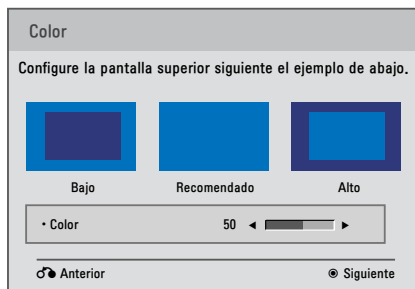 Color
Configure la pantalla superior siguiente el ejemplo de abajo.
Bajo Recomendado Alto
• Color 50
Anterior Siguiente